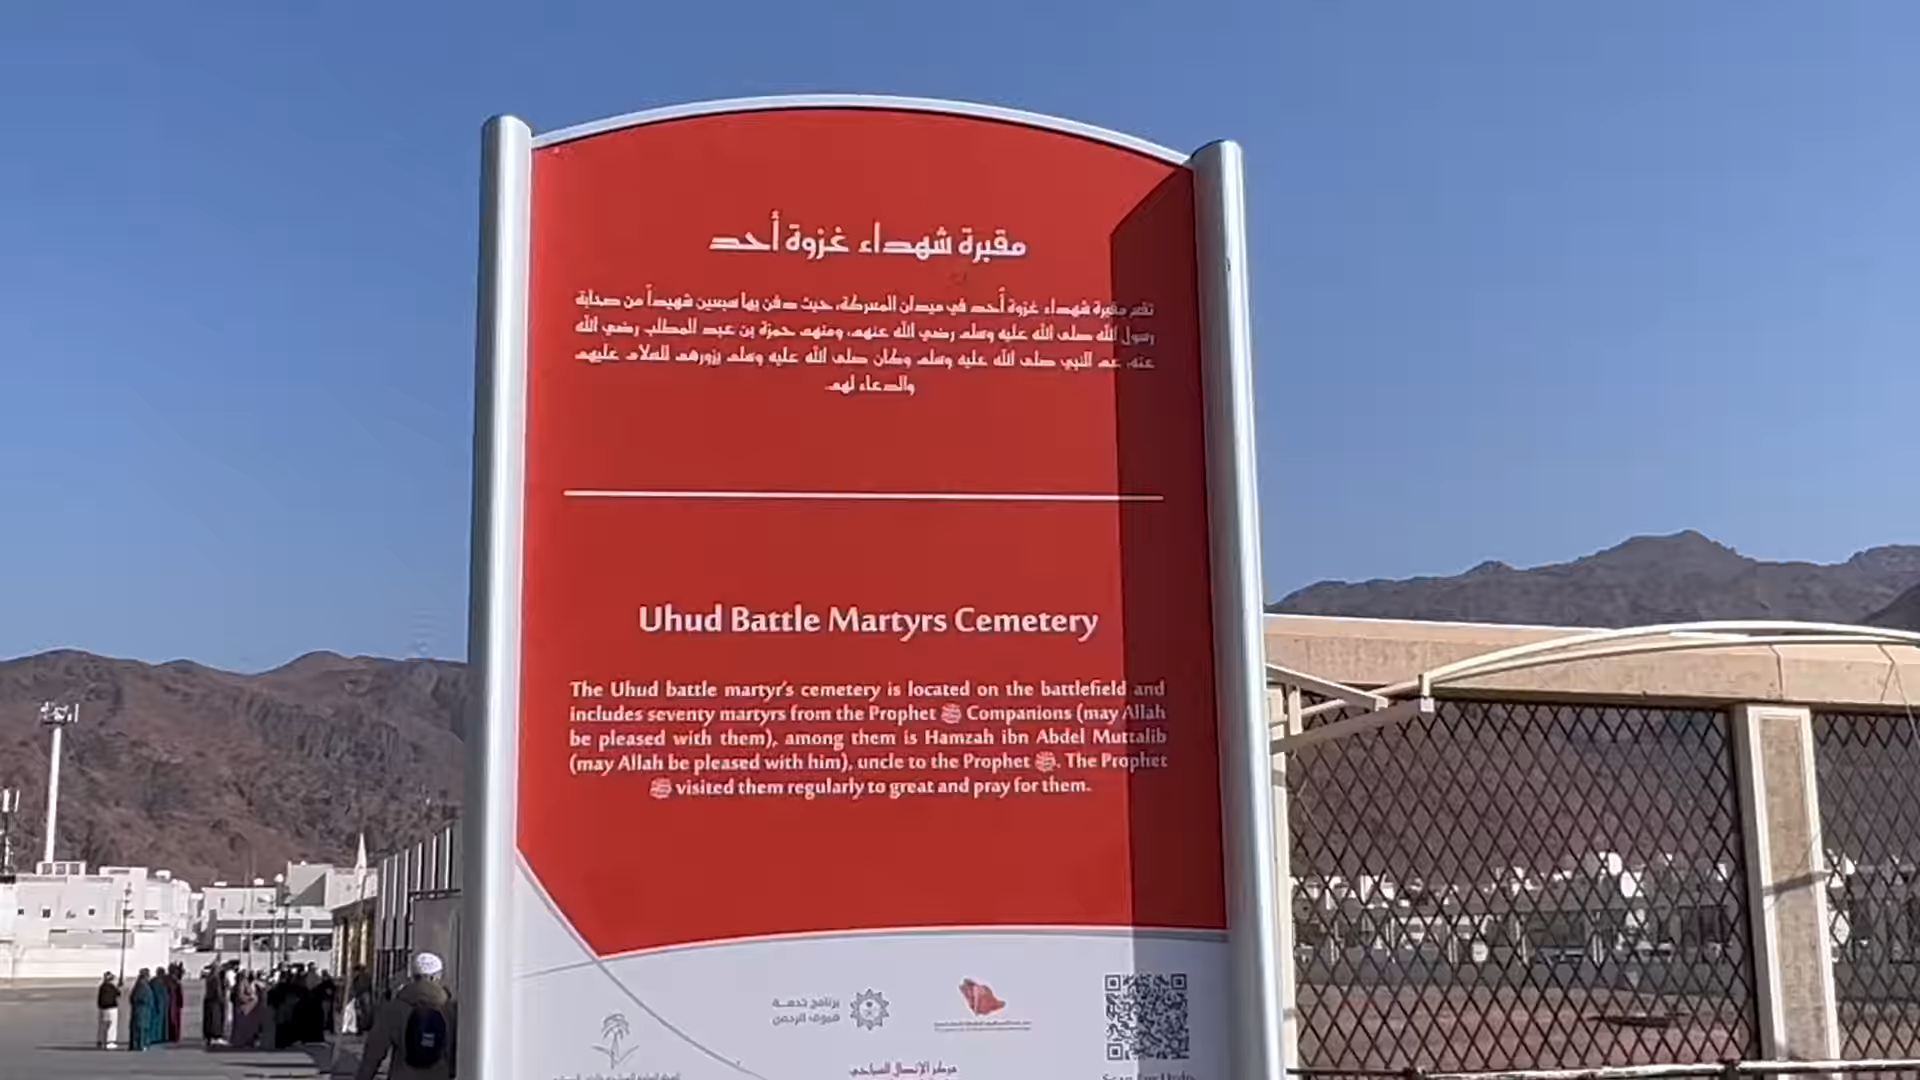 مقبرة شهداء غزوة أحد
تقع مقبرة شهداء غزوة أُحد في ميدان المعركة، حيث دفن بها سبعين شهيداً من صحابة
رسول الله صلى الله عليه وسلم رضي الله عنهم، ومنهم حمزة بن عبد المطلب رضي الله
عنه، عم النبي صلى الله عليه وسلم وكان صلى الله عليه وسلم يزورهم للسلام عليهم
والدعاء لهم.
Uhud Battle Martyrs Cemetery
The Uhud battle martyr's cemetery is located on the battlefield and
includes seventy martyrs from the Prophet ﷺ Companions (may Allah
be pleased with them), among them is Hamzah ibn Abdel Muttalib
(may Allah be pleased with him), uncle to the Prophet ﷺ. The Prophet
ﷺ visited them regularly to great and pray for them.
برنامج خدمة
ضيوف الرحمن
مركز الاتصال السياحي